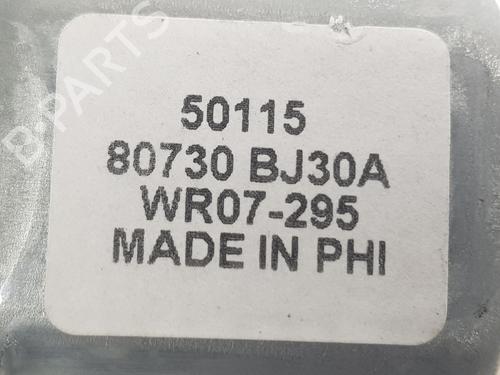 B-PARTS
50115
80730 BJ30A
WR07-295
MADE IN PHI